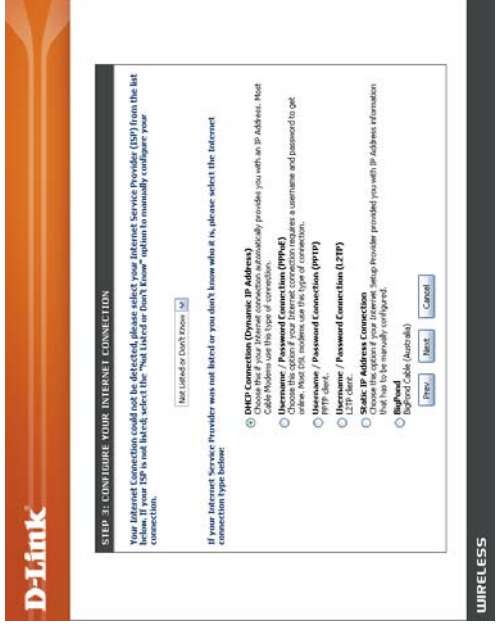 D-Link
STEP 3: CONFIGURE YOUR INTERNET CONNECTION
Your Internet Connection could not be detected, please select your Internet Service Provider (ISP) from the list
below. If your ISP is not listed; select the "Not Listed or Don't Know" option to manually configure your
connection.
Not Listed or Don't Know
If your Internet Service Provider was not listed or you don't know who it is, please select the Internet
connection type below:
DHCP Connection (Dynamic IP Address)
Choose this if your Internet connection automatically provides you with an IP Address. Most
Cable Modems use this type of connection.
Username / Password Connection (PPPoE)
Choose this option if your Internet connection requires a username and password to get
online. Most DSL modems use this type of connection.
Username / Password Connection (PPTP)
PPTP client.
Username / Password Connection (L2TP)
L2TP client.
Static IP Address Connection
Choose this option if your Internet Setup Provider provided you with IP Address information
that has to be manually configured.
BigPond
BigPond Cable (Australia)
Prev Next Cancel
WIRELESS